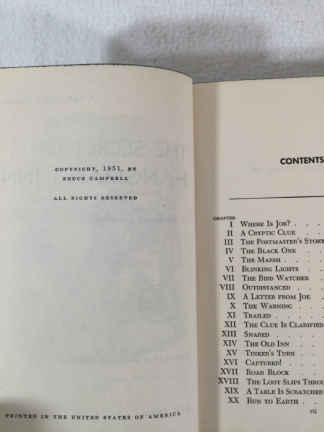 COPYRIGHT, 1951, BY
BRUCE CAMPBELL
ALL RIGHTS RESERVED
PRINTED IN THE UNITED STATES OF AMERICA
CONTENTS
CHAPTER
I WHERE IS JOE? . . .
II A CRYPTIC CLUE . .
III THE POSTMASTER'S STORY
IV THE BLACK ONE . . .
V THE MARSH . . . .
VI BLINKING LIGHTS . .
VII THE BIRD WATCHER .
VIII OUTDISTANCED . . .
IX A LETTER FROM JOE .
X THE WARNING . . .
XI TRAILED . . . .
XII THE CLUE IS CLARIFIED
XIII SNARED . . . .
XIV THE OLD INN . . .
XV TINKER'S TURN . . .
XVI CAPTURED! . . . .
XVII ROAD BLOCK . . .
XVIII THE LOOT SLIPS THROUGH
XIX A TABLE IS SCRATCHED
XX RUN TO EARTH . . .
vii